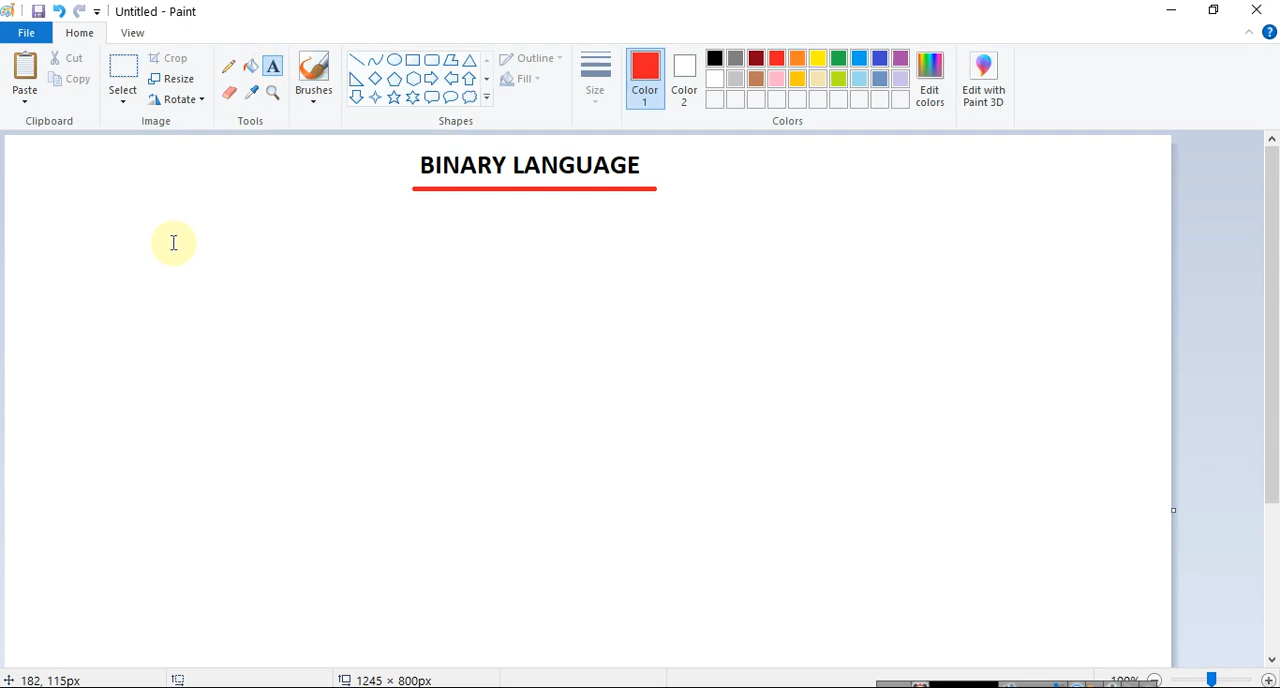 Untitled - Paint
File Home View
Paste Cut Copy
Clipboard
Select Crop Resize Rotate
Image
A
Tools
Brushes
Outline Fill
Shapes
Size
Color 1 Color 2
Edit colors
Colors
Edit with Paint 3D
BINARY LANGUAGE
182, 115px
1245 × 800px
100%